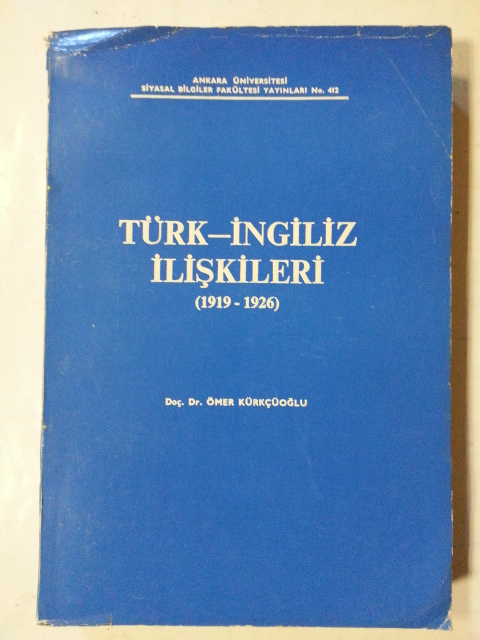 ANKARA ÜNİVERSİTESİ
SİYASAL BİLGİLER FAKÜLTESİ YAYINLARI No. 412
TÜRK–İNGİLİZ
İLİŞKİLERİ
(1919 - 1926)
Doç. Dr. ÖMER KÜRKÇÜOĞLU